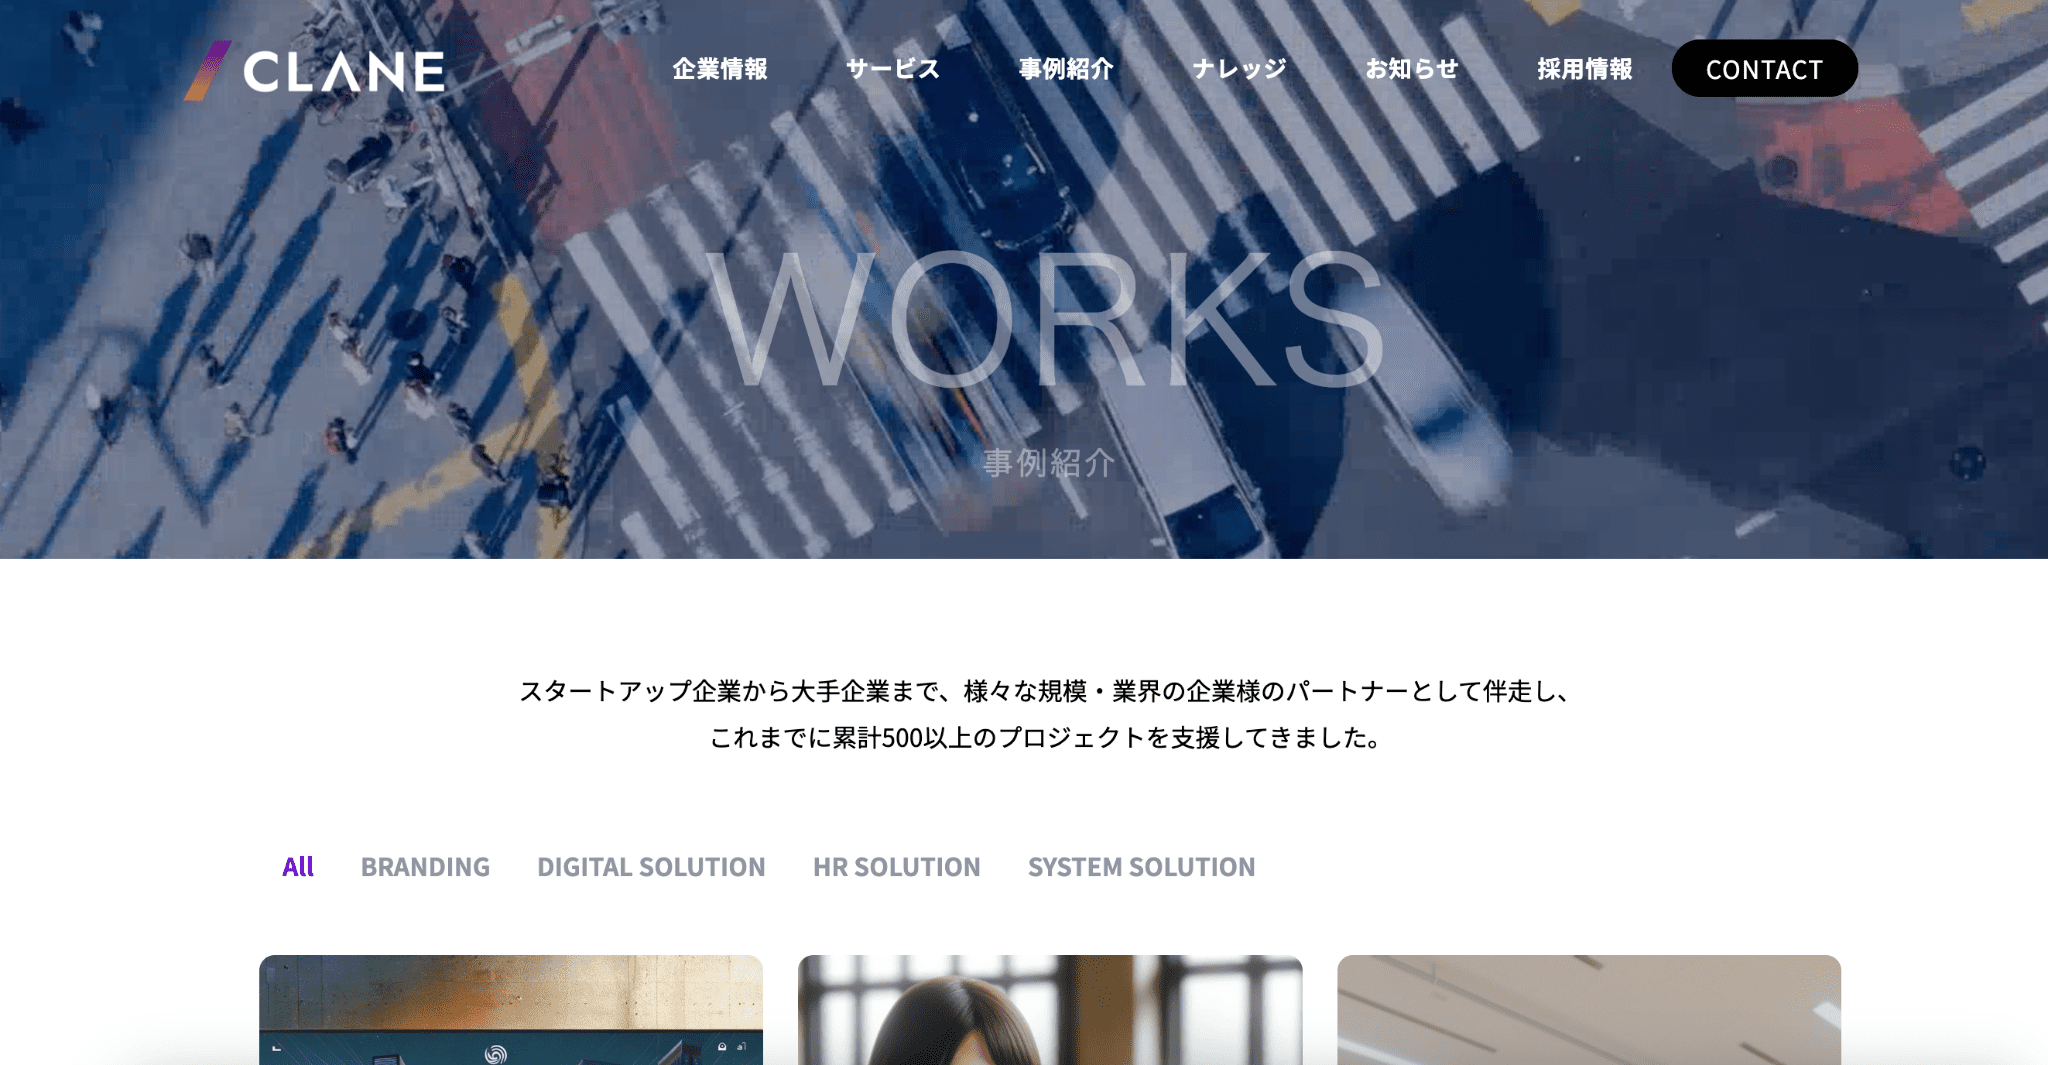 CLANE
企業情報
サービス
事例紹介
ナレッジ
お知らせ
採用情報
CONTACT
WORKS
事例紹介
スタートアップ企業から大手企業まで、様々な規模・業界の企業様のパートナーとして伴走し、
これまでに累計500以上のプロジェクトを支援してきました。
All
BRANDING
DIGITAL SOLUTION
HR SOLUTION
SYSTEM SOLUTION